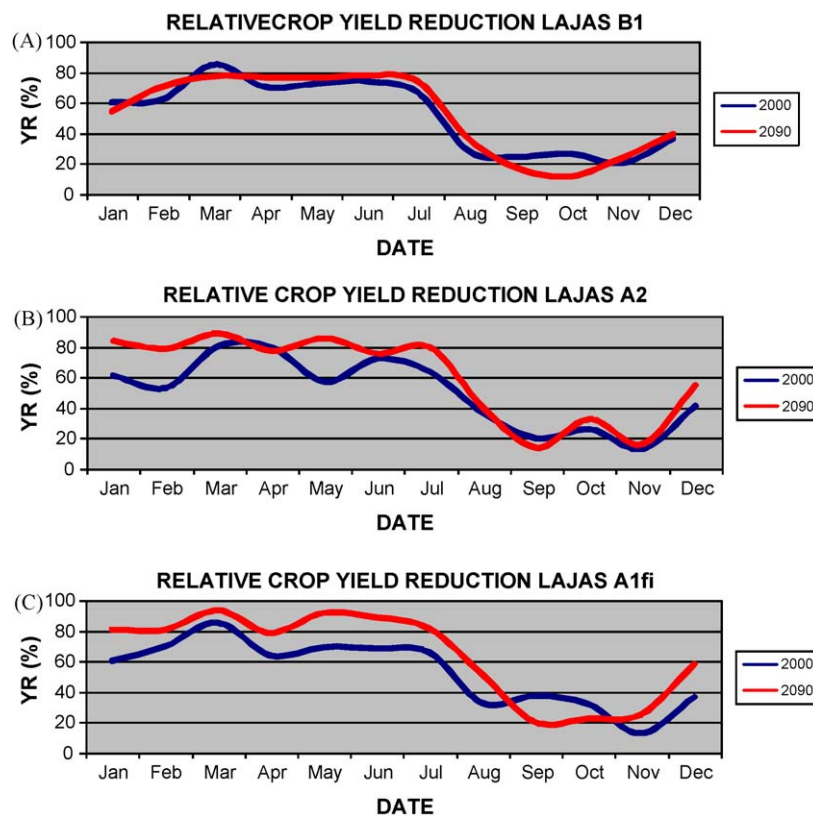 (A)
RELATIVECROP YIELD REDUCTION LAJAS B1
YR (%)
100
80
60
40
20
0
Jan Feb Mar Apr May Jun Jul Aug Sep Oct Nov Dec
DATE
2000
2090
(B)
RELATIVE CROP YIELD REDUCTION LAJAS A2
YR (%)
100
80
60
40
20
0
Jan Feb Mar Apr May Jun Jul Aug Sep Oct Nov Dec
DATE
2000
2090
(C)
RELATIVE CROP YIELD REDUCTION LAJAS A1fi
YR (%)
100
80
60
40
20
0
Jan Feb Mar Apr May Jun Jul Aug Sep Oct Nov Dec
DATE
2000
2090